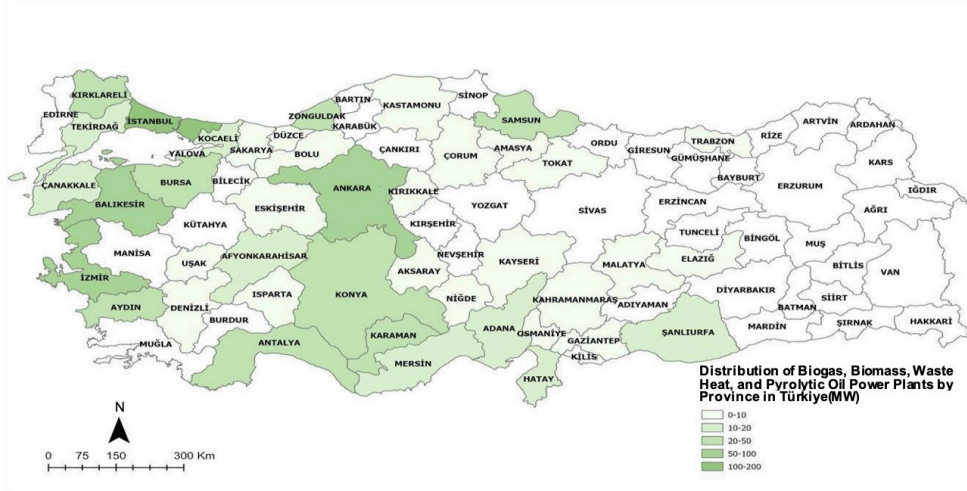 BARTIN
KASTAMONU
SİNOP
KIRKLARELİ
EDİRNE
TEKİRDAĞ
İSTANBUL
ZONGULDAK
KARABÜK
SAMSUN
KOCAELİ
YALOVA
SAKARYA
DÜZCE
BOLU
ÇANKIRI
ÇORUM
AMASYA
TOKAT
ORDU
GİRESUN
TRABZON
GÜMÜŞHANE
RİZE
ARTVİN
ARDAHAN
BAYBURT
KARS
ÇANAKKALE
BALIKESİR
BURSA
BİLECİK
ESKİŞEHİR
ANKARA
KIRIKKALE
YOZGAT
SİVAS
ERZİNCAN
ERZURUM
IĞDIR
AĞRI
KÜTAHYA
KIRŞEHİR
TUNCELİ
BİNGÖL
MUŞ
MANİSA
UŞAK
AFYONKARAHİSAR
AKSARAY
NEVŞEHİR
KAYSERİ
MALATYA
ELAZIĞ
BİTLİS
VAN
İZMİR
AYDIN
DENİZLİ
ISPARTA
BURDUR
KONYA
NİĞDE
KAHRAMANMARAŞ
ADIYAMAN
DİYARBAKIR
BATMAN
SİİRT
MUĞLA
ANTALYA
KARAMAN
MERSİN
ADANA
OSMANİYE
GAZİANTEP
KİLİS
ŞANLIURFA
MARDİN
ŞIRNAK
HAKKARİ
HATAY
Distribution of Biogas, Biomass, Waste
Heat, and Pyrolytic Oil Power Plants by
Province in Türkiye(MW)
0-10
10-20
20-50
50-100
100-200
N
0 75 150 300 Km